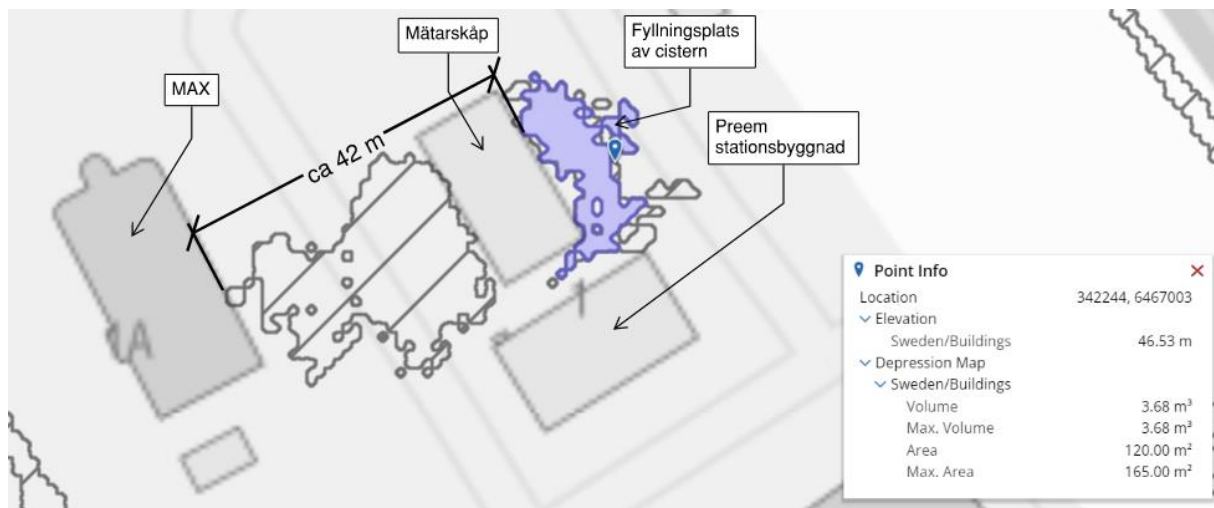 Mätarskåp
Fyllningsplats
av cistern
MAX
Preem
stationsbyggnad
ca 42 m
1
1A
Point Info
Location 342244, 6467003
Elevation
Sweden/Buildings 46.53 m
Depression Map
Sweden/Buildings
Volume 3.68 m³
Max. Volume 3.68 m³
Area 120.00 m²
Max. Area 165.00 m²